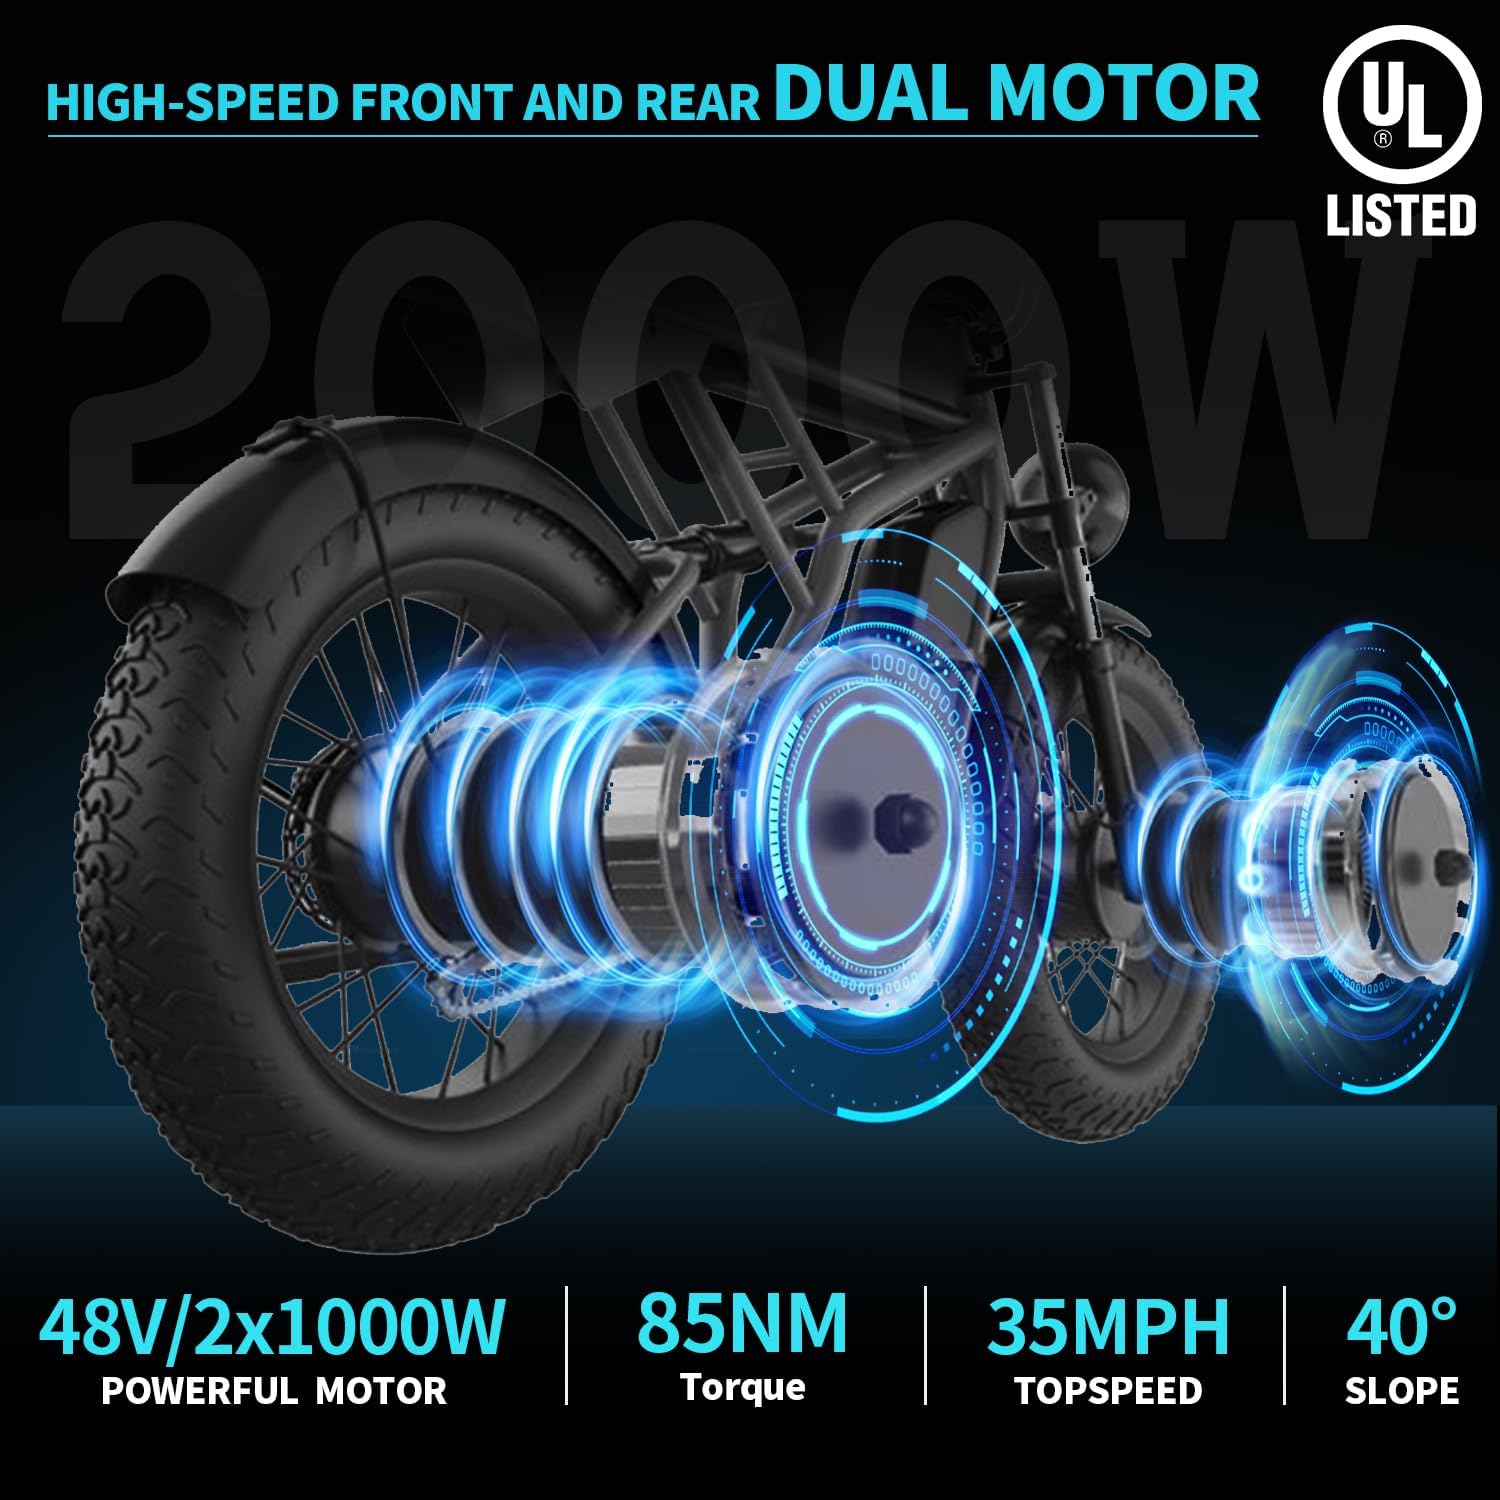 HIGH-SPEED FRONT AND REAR DUAL MOTOR
UL
®
LISTED
2000W
48V/2x1000W
POWERFUL MOTOR
85NM
Torque
35MPH
TOPSPEED
40°
SLOPE